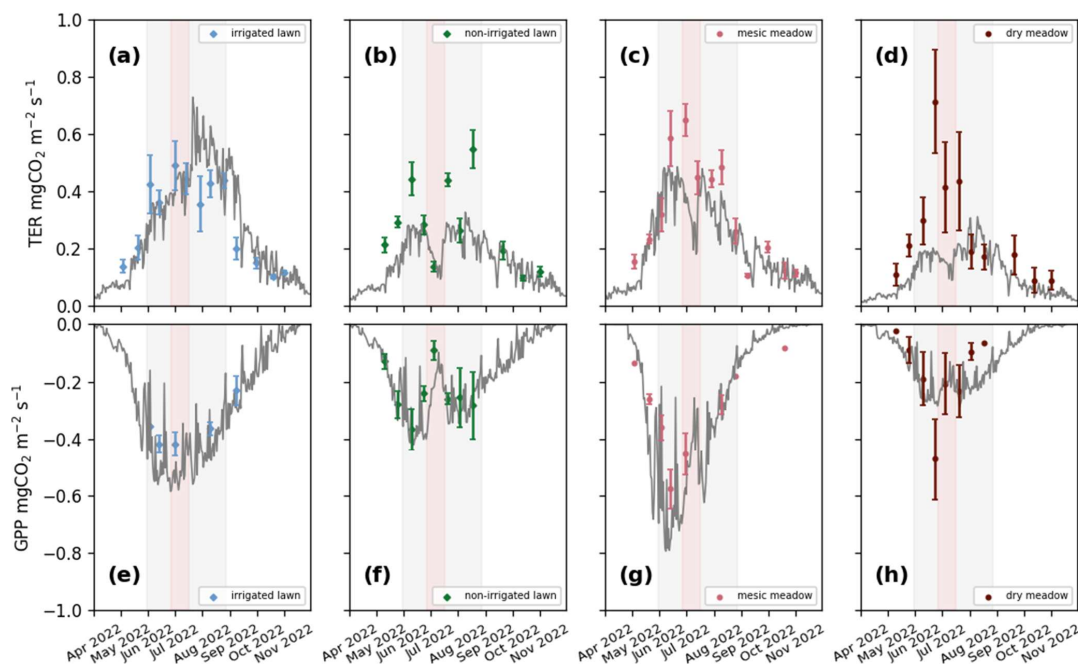 irrigated lawn
non-irrigated lawn
mesic meadow
dry meadow
(a)
(b)
(c)
(d)
TER mgCO₂ m⁻² s⁻¹
1.0
0.8
0.6
0.4
0.2
0.0
GPP mgCO₂ m⁻² s⁻¹
0.0
−0.2
−0.4
−0.6
−0.8
−1.0
(e)
(f)
(g)
(h)
irrigated lawn
non-irrigated lawn
mesic meadow
dry meadow
Apr 2022
May 2022
Jun 2022
Jul 2022
Aug 2022
Sep 2022
Oct 2022
Nov 2022
Apr 2022
May 2022
Jun 2022
Jul 2022
Aug 2022
Sep 2022
Oct 2022
Nov 2022
Apr 2022
May 2022
Jun 2022
Jul 2022
Aug 2022
Sep 2022
Oct 2022
Nov 2022
Apr 2022
May 2022
Jun 2022
Jul 2022
Aug 2022
Sep 2022
Oct 2022
Nov 2022